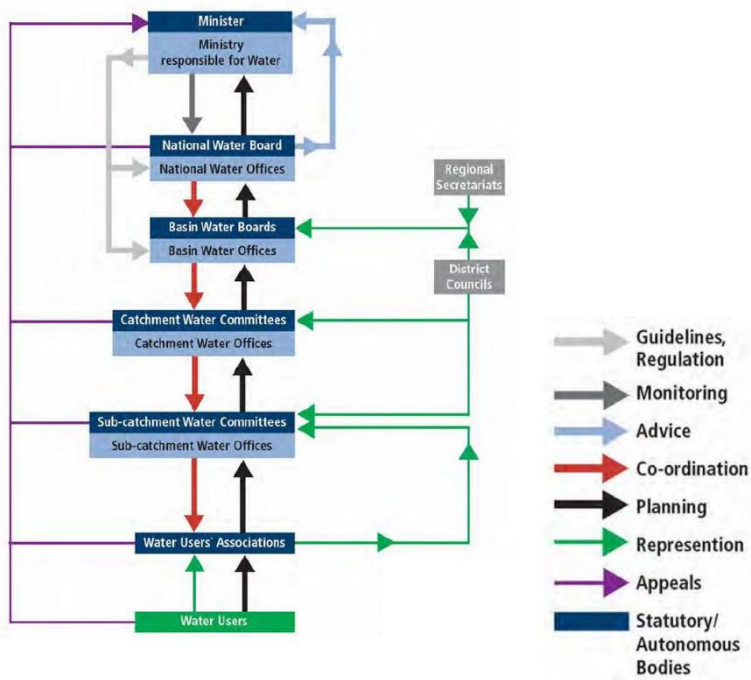 Minister
Ministry
responsible for Water
National Water Board
National Water Offices
Regional
Secretariats
Basin Water Boards
Basin Water Offices
District
Councils
Catchment Water Committees
Catchment Water Offices
Sub-catchment Water Committees
Sub-catchment Water Offices
Water Users` Associations
Water Users
Guidelines,
Regulation
Monitoring
Advice
Co-ordination
Planning
Represention
Appeals
Statutory/
Autonomous
Bodies